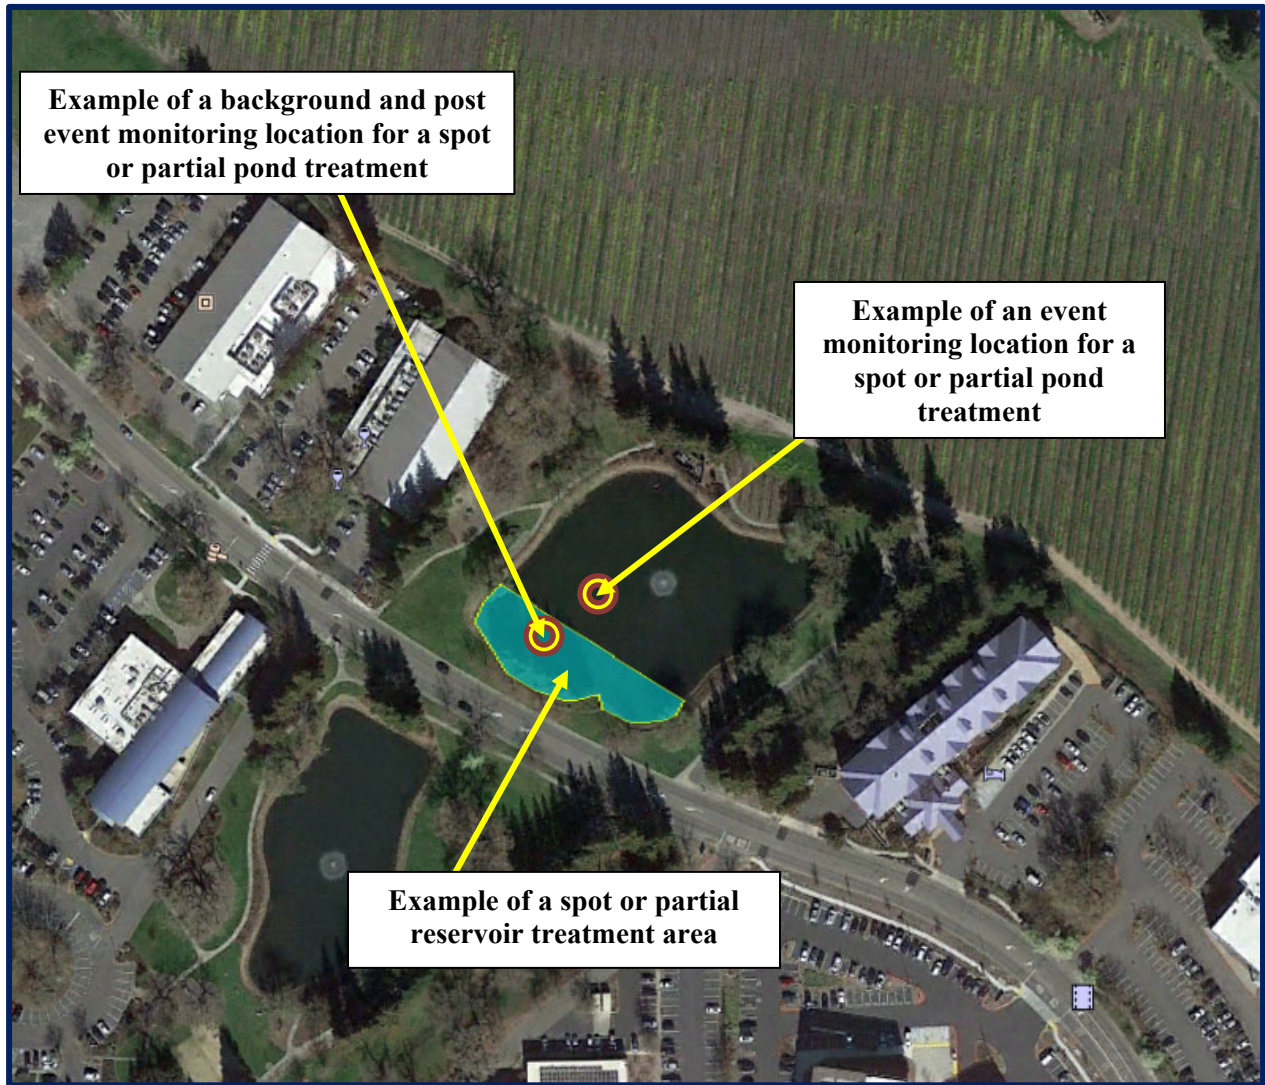 Example of a background and post
event monitoring location for a spot
or partial pond treatment
Example of an event
monitoring location for a
spot or partial pond
treatment
Example of a spot or partial
reservoir treatment area